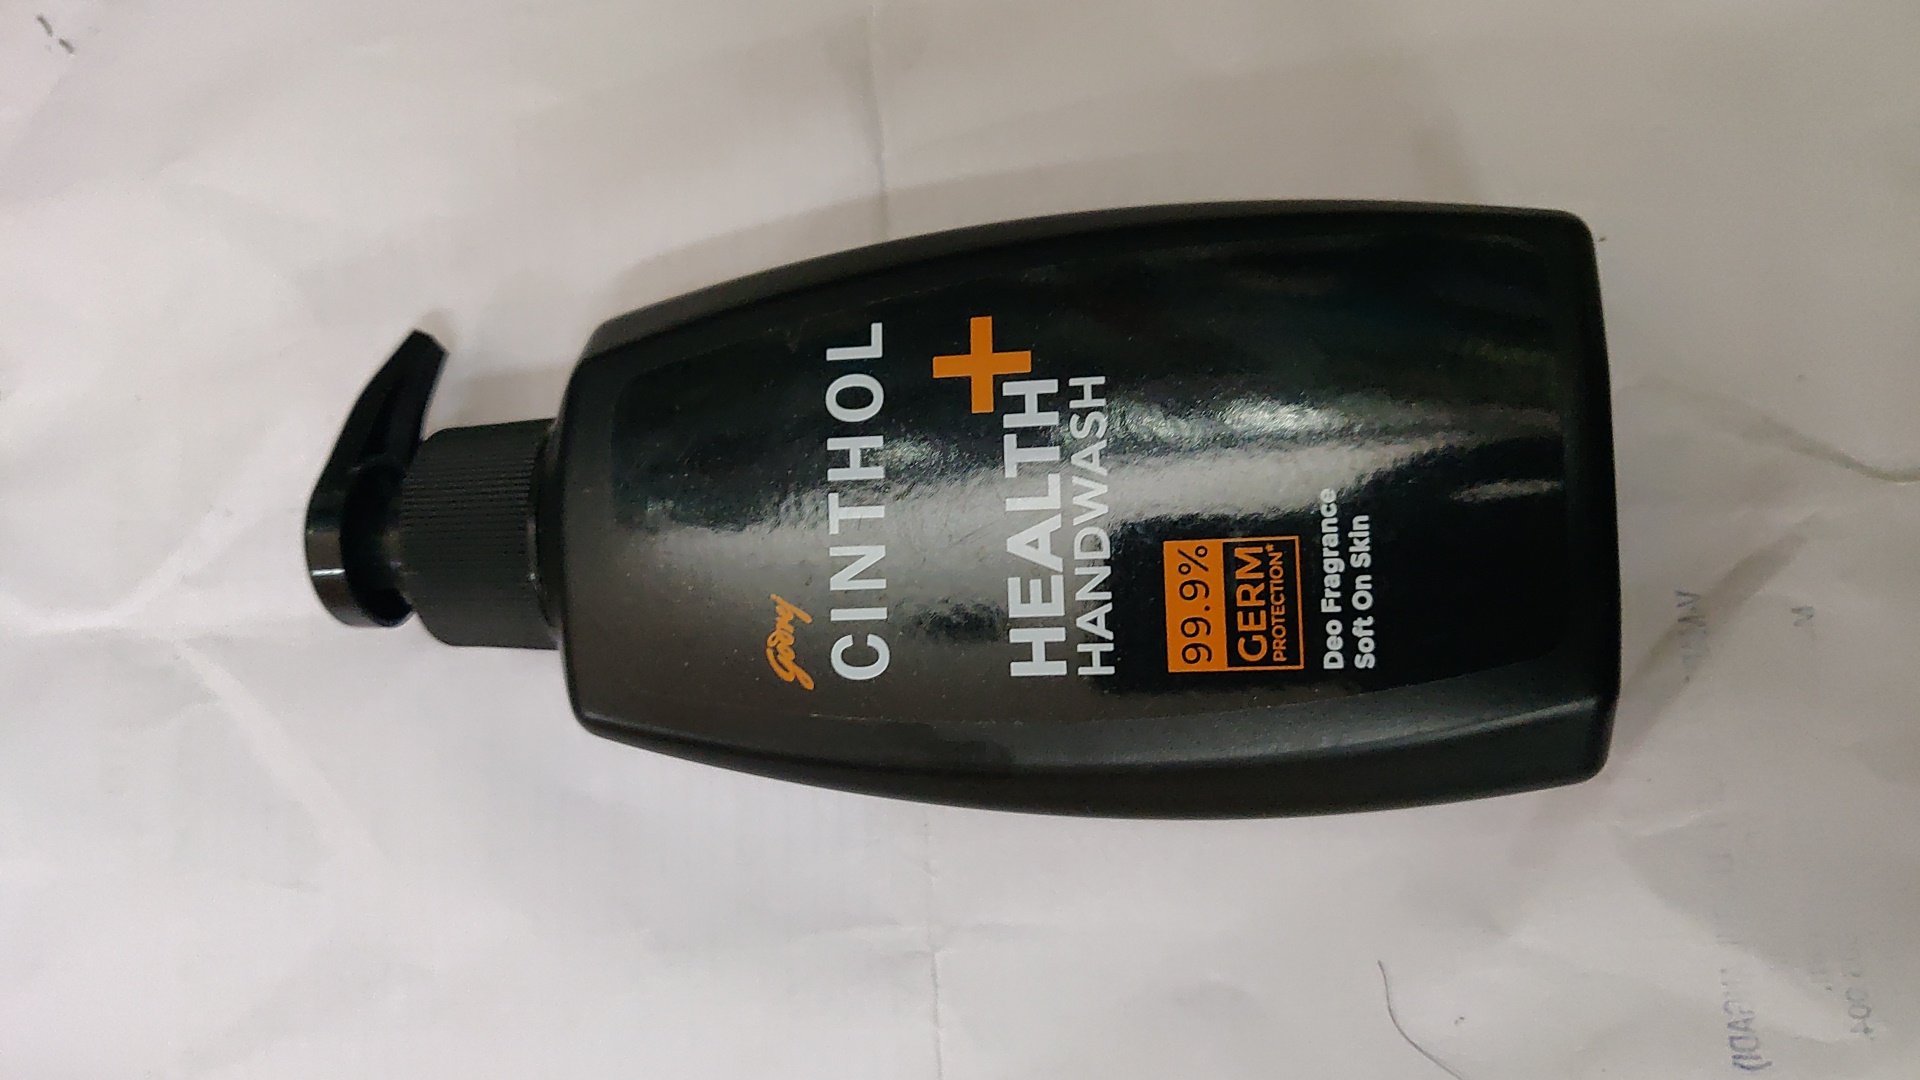 Godrej
CINTHOL
HEALTH+
HANDWASH
99.9%
GERM
PROTECTION*
Deo Fragrance
Soft On Skin